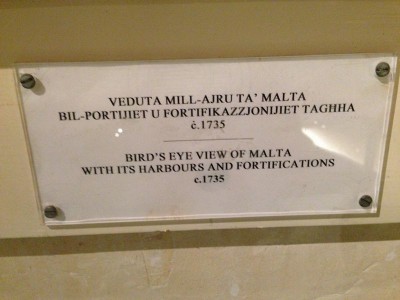 VEDUTA MILL-AJRU TA' MALTA
BIL-PORTIJIET U FORTIFIKAZZJONIJIET TAGĦHA
ċ.1735
BIRD'S EYE VIEW OF MALTA
WITH ITS HARBOURS AND FORTIFICATIONS
c.1735